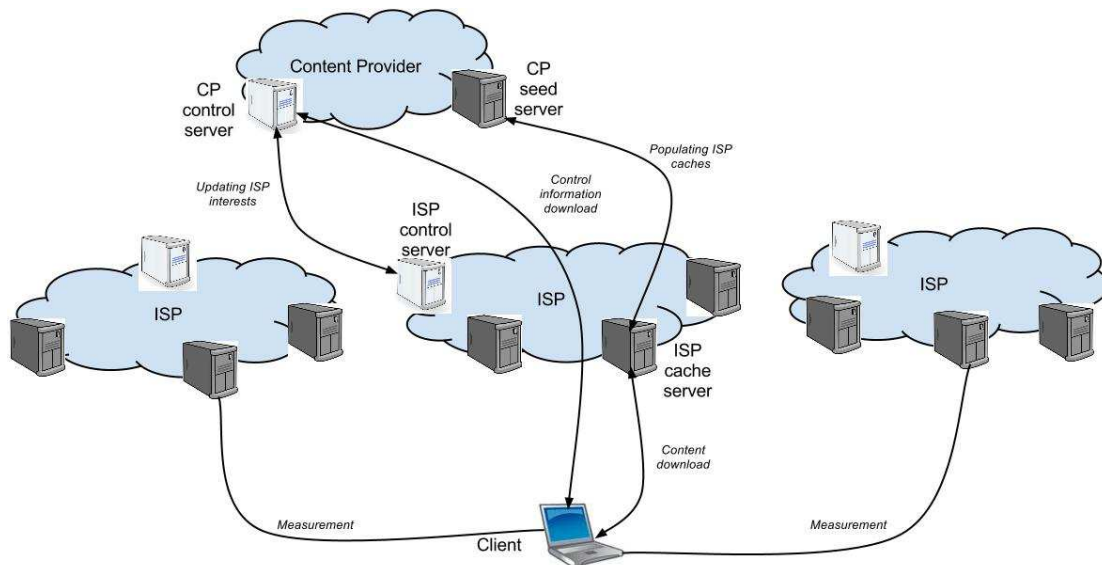 Content Provider
CP
control
server
CP
seed
server
Populating ISP
caches
Updating ISP
interests
Control
information
download
ISP
control
server
ISP
ISP
ISP
ISP
cache
server
Content
download
Measurement
Client
Measurement